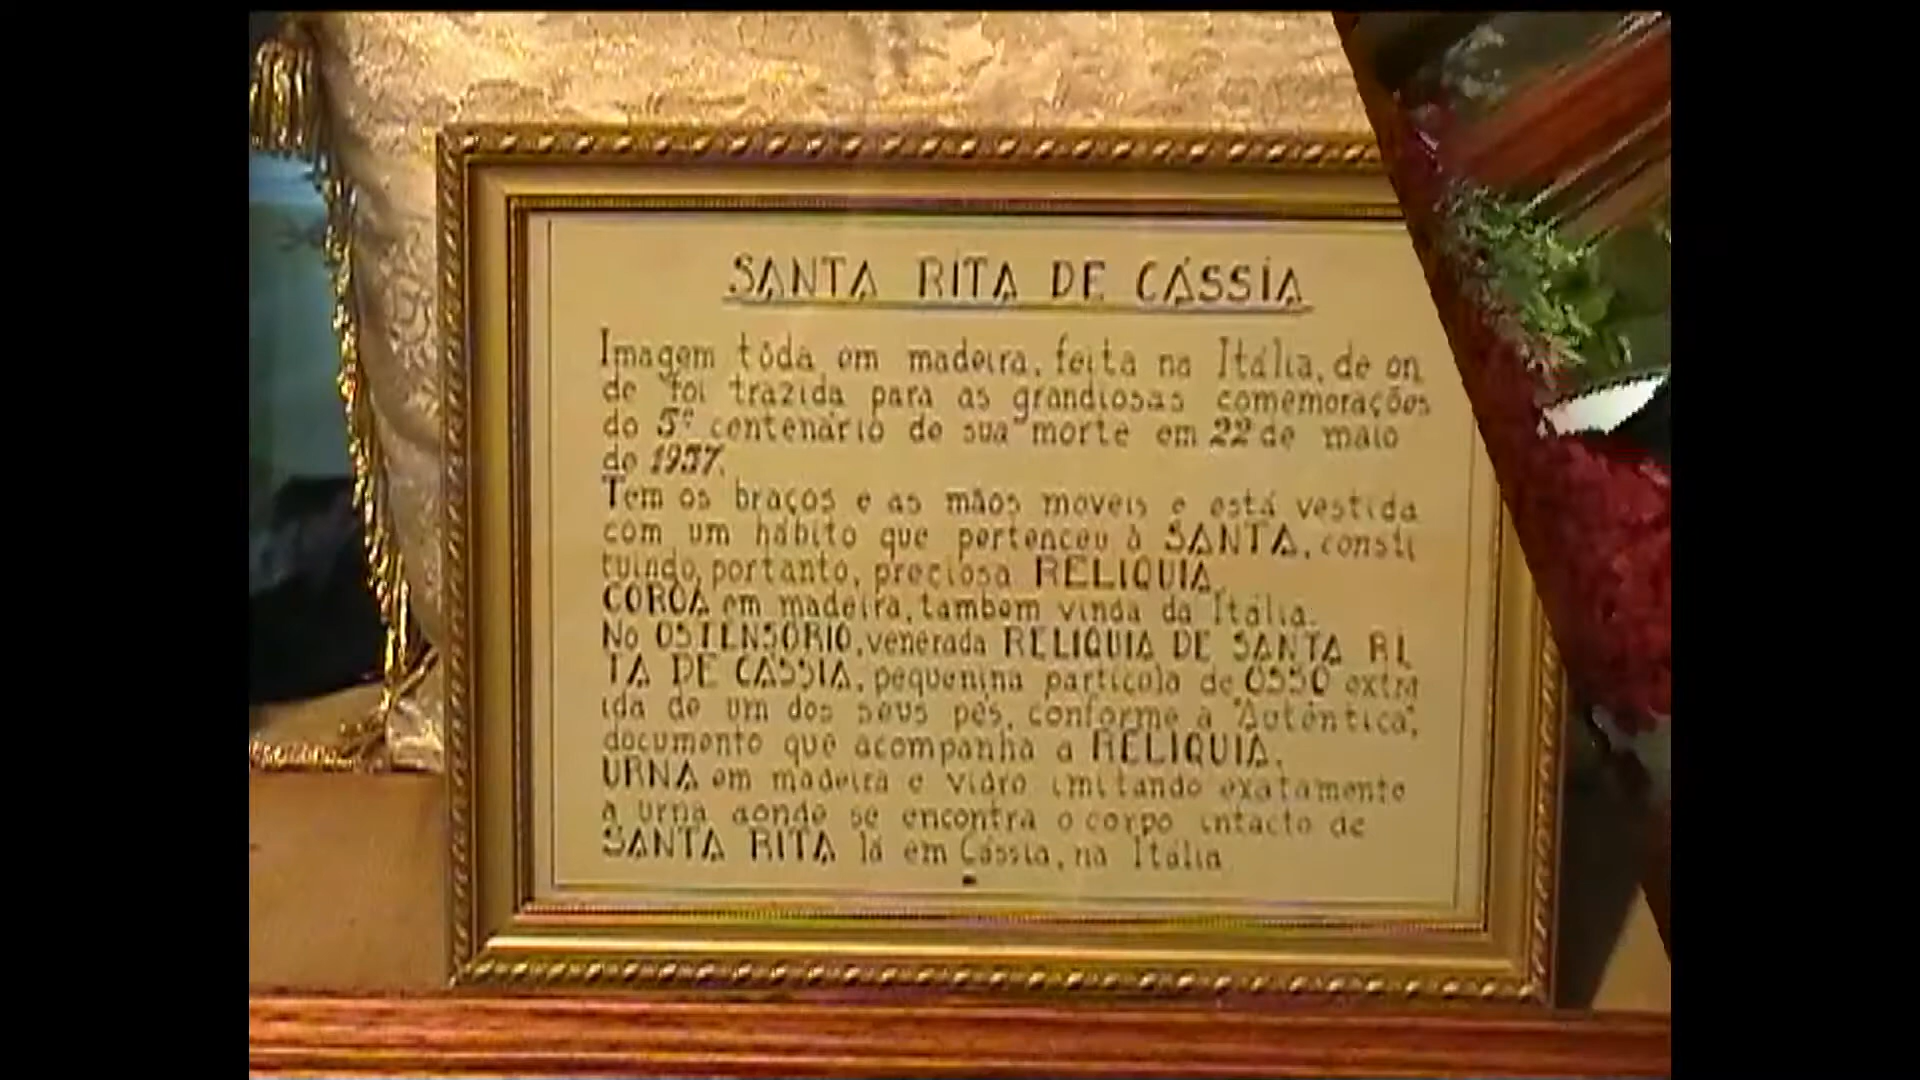 SANTA RITA DE CÁSSIA
Imagem tôda em madeira, feita na Itália, de on
de foi trazida para as grandiosas comemorações
do 5º centenário de sua morte em 22 de maio
de 1957.
Tem os braços e as mãos moveis e está vestida
com um hábito que pertenceu à SANTA, consti
tuindo, portanto, preciosa RELIQUIA.
COROA em madeira, tambem vinda da Itália.
No OSTENSÓRIO, venerada RELIQUIA DE SANTA RI
TA DE CÁSSIA, pequenina particula de OSSO extra
ida de um dos seus pés, conforme a "Autêntica",
documento que acompanha a RELIQUIA.
URNA em madeira e vidro imitando exatamente
a urna aonde se encontra o corpo intacto de
SANTA RITA lá em Cássia, na Itália